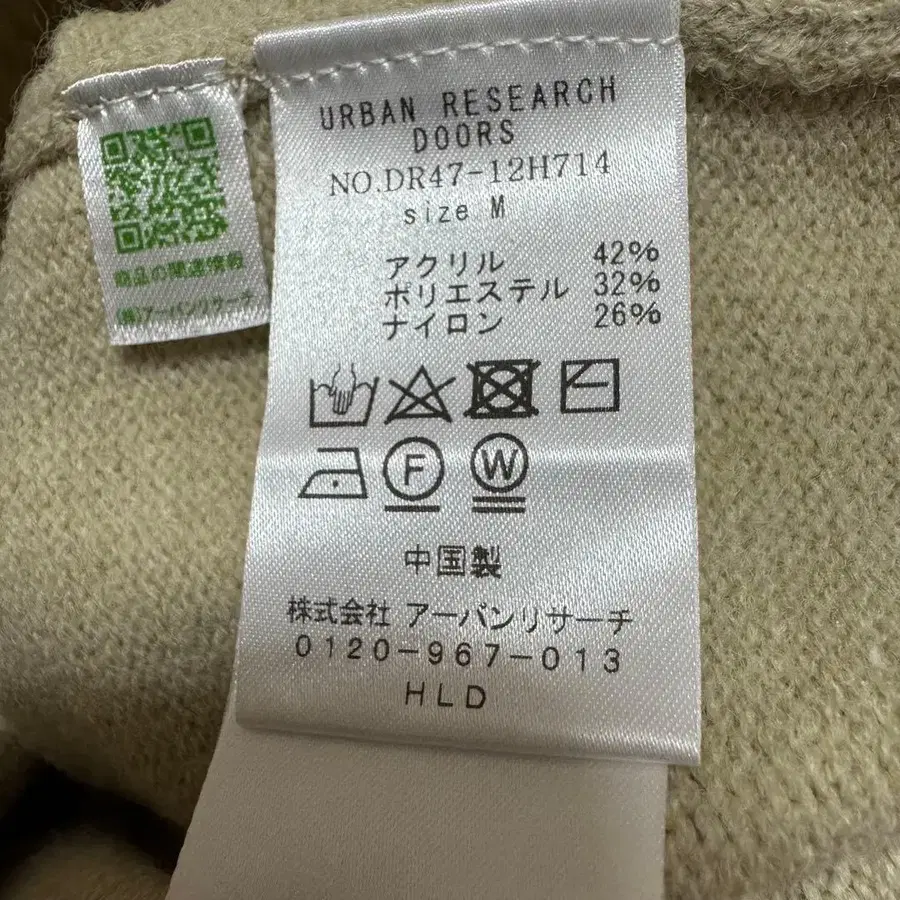 URBAN RESEARCH
DOORS
NO.DR47-12H714
size M
アクリル 42%
ポリエステル 32%
ナイロン 26%
F W
中国製
株式会社 アーバンリサーチ
0120-967-013
HLD
商品の関連情報
(株)アーバンリサーチ